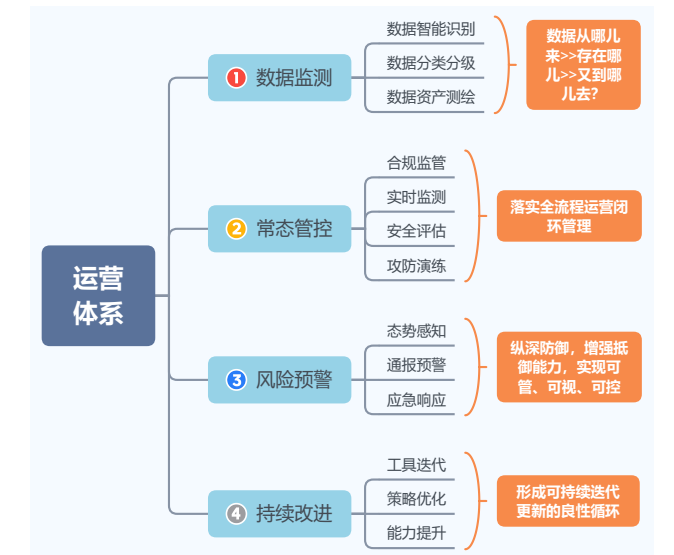 运营
体系
1 数据监测
数据智能识别
数据分类分级
数据资产测绘
数据从哪儿
来>>存在哪
儿>>又到哪
儿去?
2 常态管控
合规监管
实时监测
安全评估
攻防演练
落实全流程运营闭
环管理
3 风险预警
态势感知
通报预警
应急响应
纵深防御，增强抵
御能力，实现可
管、可视、可控
4 持续改进
工具迭代
策略优化
能力提升
形成可持续迭代
更新的良性循环